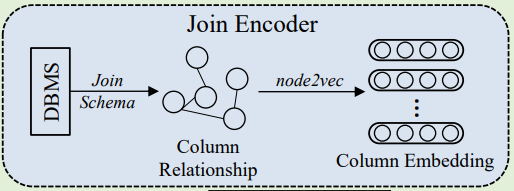 Join Encoder
DBMS
Join
Schema
node2vec
Column
Relationship
Column Embedding